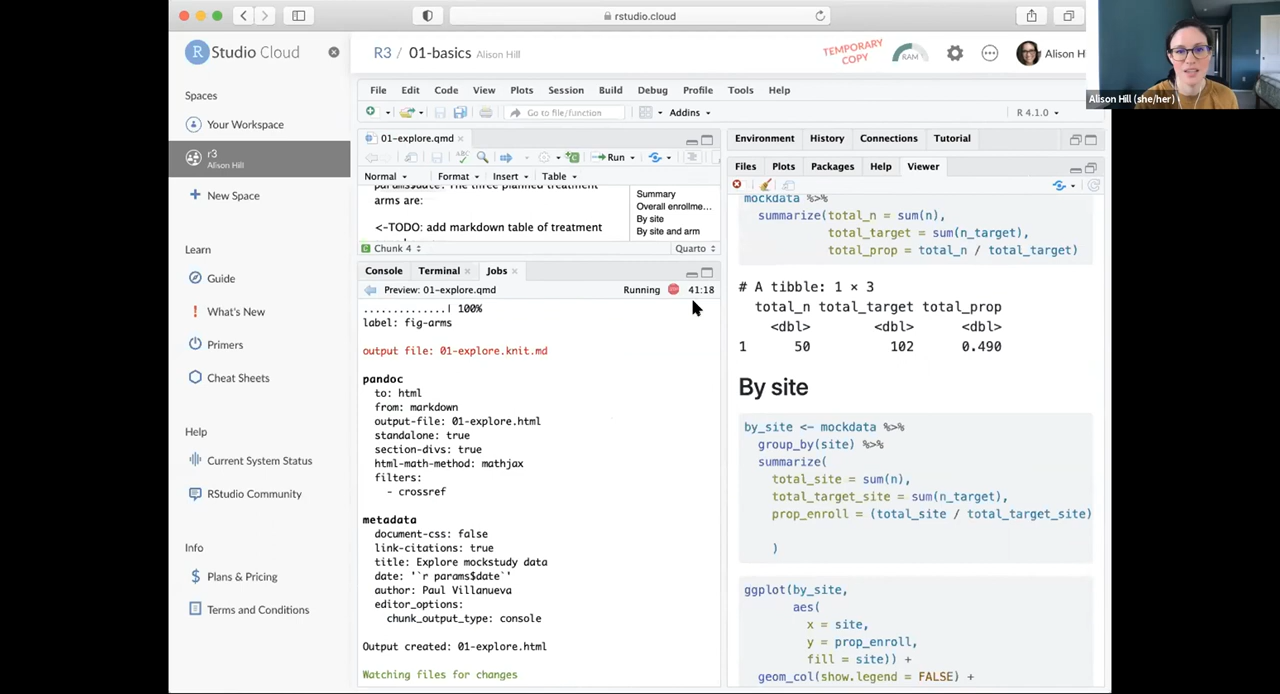 rstudio.cloud
Studio Cloud
R3 / 01-basics Alison Hill
TEMPORARY COPY
RAM
Alison H
Alison Hill (she/her)
Spaces
Your Workspace
r3
Alison Hill
New Space
Learn
Guide
What's New
Primers
Cheat Sheets
Help
Current System Status
RStudio Community
Info
Plans & Pricing
Terms and Conditions
File Edit Code View Plots Session Build Debug Profile Tools Help
Go to file/function
Addins
R 4.1.0
01-explore.qmd
Run
Normal Format Insert Table
params$date. The three planned treatment
arms are:
<-TODO: add markdown table of treatment
Summary
Overall enrollme...
By site
By site and arm
Chunk 4
Quarto
Console Terminal Jobs
Preview: 01-explore.qmd Running 41:18
..............| 100%
label: fig-arms
output file: 01-explore.knit.md
pandoc
to: html
from: markdown
output-file: 01-explore.html
standalone: true
section-divs: true
html-math-method: mathjax
filters:
- crossref
metadata
document-css: false
link-citations: true
title: Explore mockstudy data
date: '`r params$date`'
author: Paul Villanueva
editor_options:
chunk_output_type: console
Output created: 01-explore.html
Watching files for changes
Environment History Connections Tutorial
Files Plots Packages Help Viewer
mockdata %>%
summarize(total_n = sum(n),
total_target = sum(n_target),
total_prop = total_n / total_target)
# A tibble: 1 × 3
total_n total_target total_prop
<dbl> <dbl> <dbl>
1 50 102 0.490
By site
by_site <- mockdata %>%
group_by(site) %>%
summarize(
total_site = sum(n),
total_target_site = sum(n_target),
prop_enroll = (total_site / total_target_site)
)
ggplot(by_site,
aes(
x = site,
y = prop_enroll,
fill = site)) +
geom_col(show.legend = FALSE) +